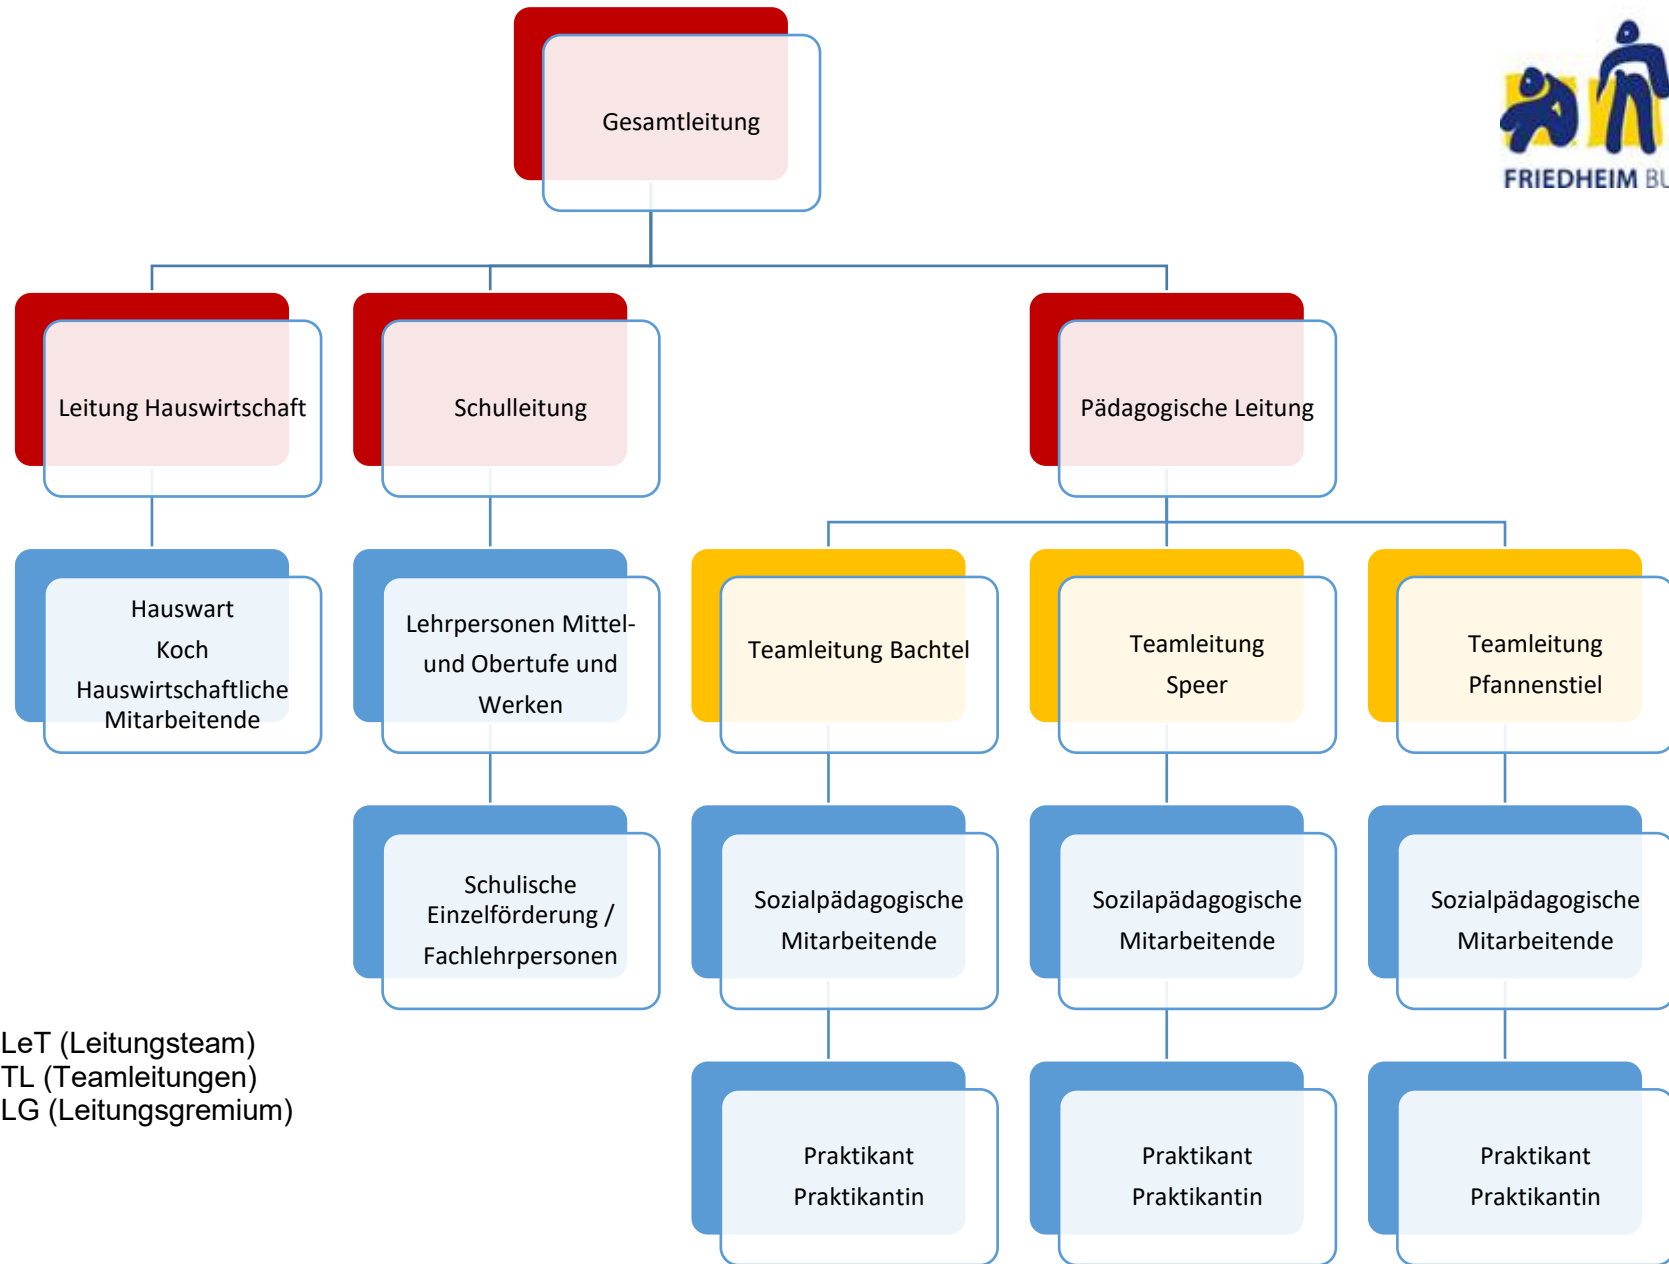 Gesamtleitung
FRIEDHEIM BU
Leitung Hauswirtschaft
Schulleitung
Pädagogische Leitung
Hauswart
Koch
Hauswirtschaftliche
Mitarbeitende
Lehrpersonen Mittel-
und Obertufe und
Werken
Teamleitung Bachtel
Teamleitung
Speer
Teamleitung
Pfannenstiel
Schulische
Einzelförderung /
Fachlehrpersonen
Sozialpädagogische
Mitarbeitende
Sozilapädagogische
Mitarbeitende
Sozialpädagogische
Mitarbeitende
LeT (Leitungsteam)
TL (Teamleitungen)
LG (Leitungsgremium)
Praktikant
Praktikantin
Praktikant
Praktikantin
Praktikant
Praktikantin